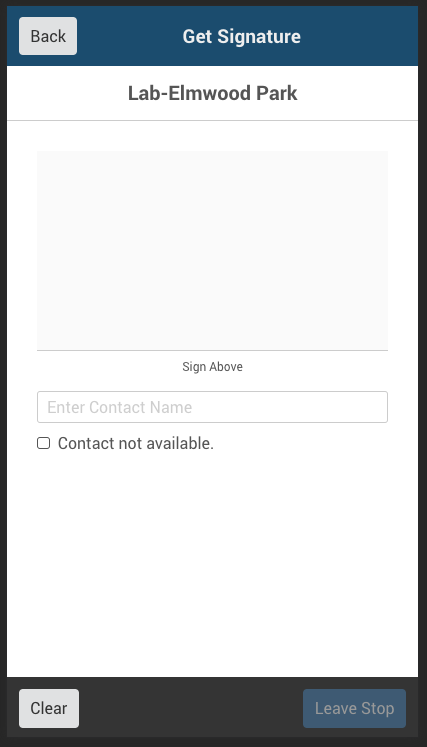 Back
Get Signature
Lab-Elmwood Park
Sign Above
Enter Contact Name
Contact not available.
Clear
Leave Stop